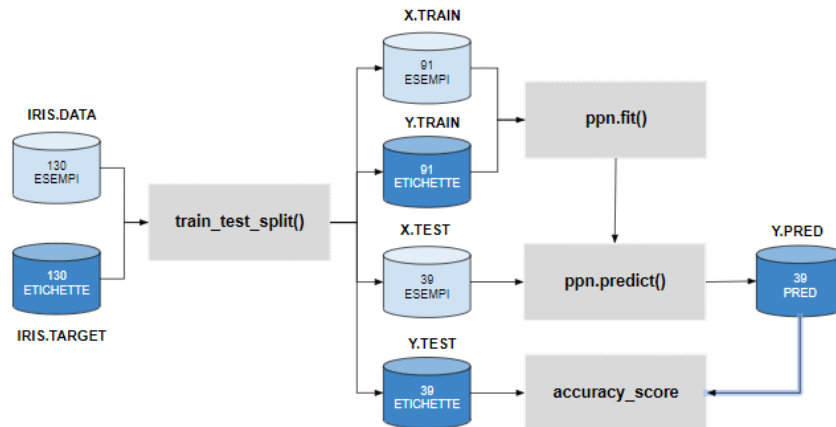 X.TRAIN
91
ESEMPI
IRIS.DATA
130
ESEMPI
Y.TRAIN
91
ETICHETTE
ppn.fit()
train_test_split()
130
ETICHETTE
IRIS.TARGET
X.TEST
39
ESEMPI
ppn.predict()
Y.PRED
39
PRED
Y.TEST
39
ETICHETTE
accuracy_score